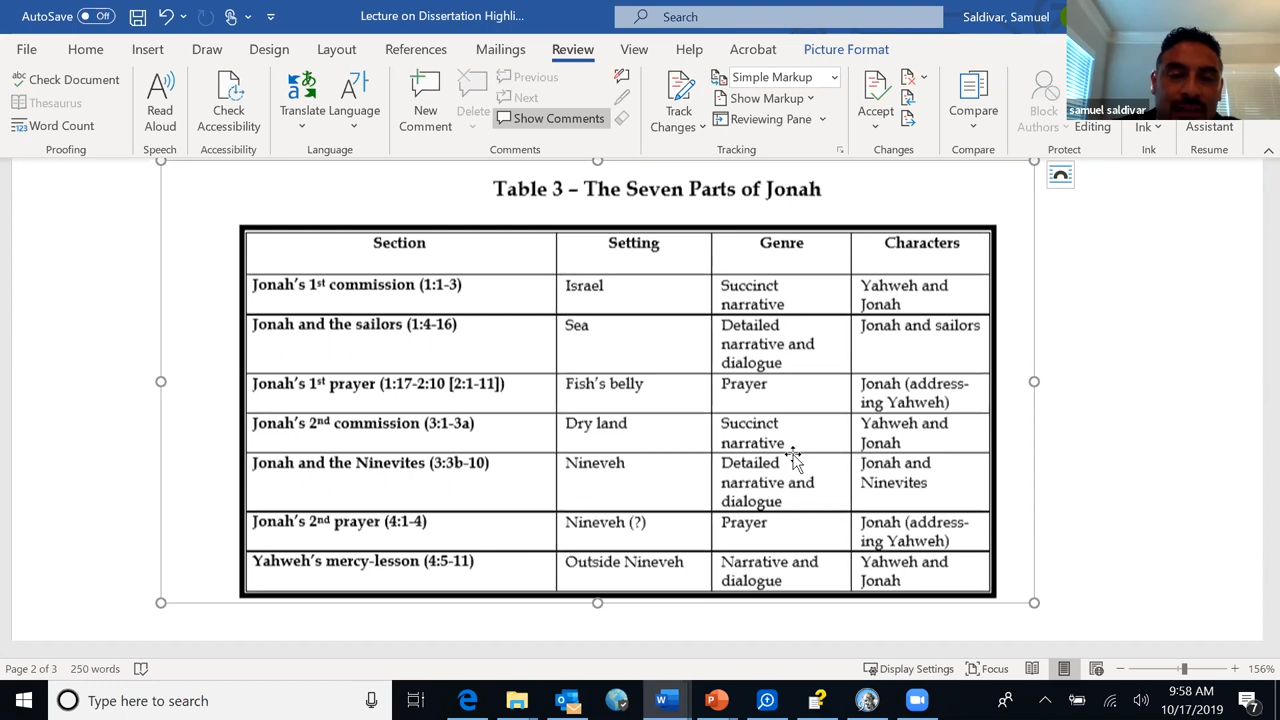 AutoSave Off
Lecture on Dissertation Highli...
Search
Saldivar, Samuel
File Home Insert Draw Design Layout References Mailings Review View Help Acrobat Picture Format
samuel saldivar
abc Check Document
Thesaurus
123 Word Count
Proofing
Read Aloud
Speech
Check Accessibility
Accessibility
Translate Language
Language
New Comment
Delete
Previous
Next
Show Comments
Comments
Track Changes
Simple Markup
Show Markup
Reviewing Pane
Tracking
Accept
Changes
Compare
Compare
Block Authors
Editing
Protect
Ink
Ink
Assistant
Resume
Table 3 – The Seven Parts of Jonah
Section Setting Genre Characters
Jonah's 1st commission (1:1-3) Israel Succinct Yahweh and
narrative Jonah
Jonah and the sailors (1:4-16) Sea Detailed Jonah and sailors
narrative and
dialogue
Jonah's 1st prayer (1:17-2:10 [2:1-11]) Fish's belly Prayer Jonah (address-
ing Yahweh)
Jonah's 2nd commission (3:1-3a) Dry land Succinct Yahweh and
narrative Jonah
Jonah and the Ninevites (3:3b-10) Nineveh Detailed Jonah and
narrative and Ninevites
dialogue
Jonah's 2nd prayer (4:1-4) Nineveh (?) Prayer Jonah (address-
ing Yahweh)
Yahweh's mercy-lesson (4:5-11) Outside Nineveh Narrative and Yahweh and
dialogue Jonah
Page 2 of 3 250 words
Display Settings Focus 156%
Type here to search
9:58 AM
10/17/2019
7